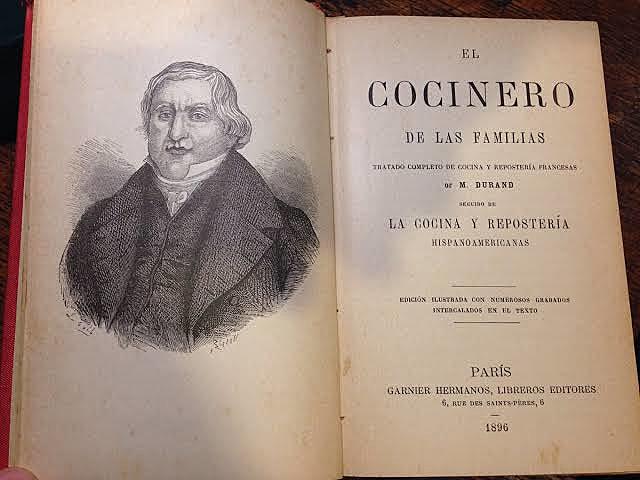 EL
COCINERO
DE LAS FAMILIAS
TRATADO COMPLETO DE COCINA Y REPOSTERÍA FRANCESAS
OF M. DURAND
SEGUIDO DE
LA COCINA Y REPOSTERÍA
HISPANOAMERICANAS
EDICIÓN ILUSTRADA CON NUMEROSOS GRABADOS
INTERCALADOS EN EL TEXTO
PARÍS
GARNIER HERMANOS, LIBREROS EDITORES
6, RUE DES SAINTS-PÈRES, 6
1896